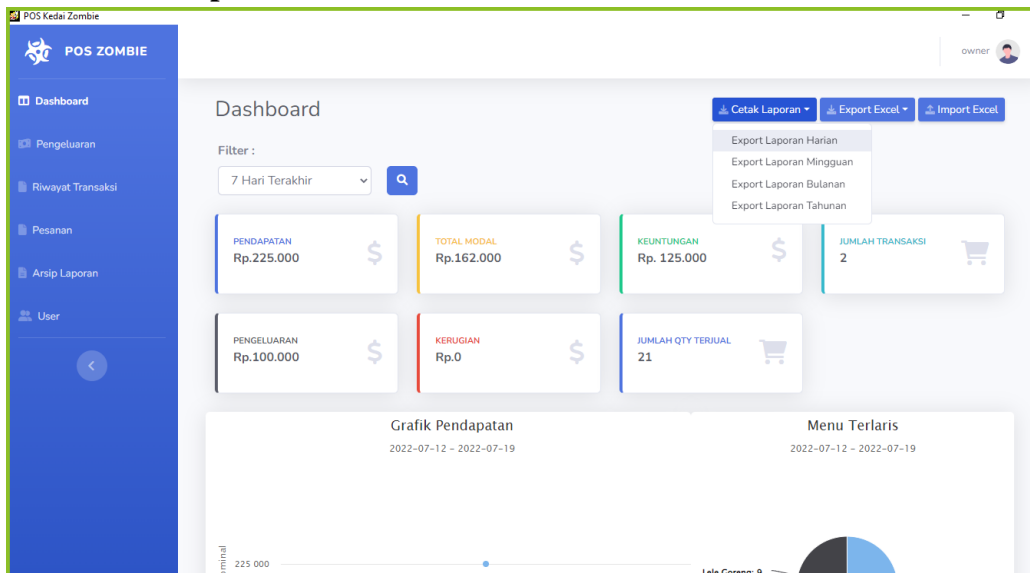 POS Kedai Zombie
POS ZOMBIE
owner
Dashboard
Pengeluaran
Riwayat Transaksi
Pesanan
Arsip Laporan
User
Dashboard
Cetak Laporan
Export Excel
Import Excel
Export Laporan Harian
Export Laporan Mingguan
Export Laporan Bulanan
Export Laporan Tahunan
Filter :
7 Hari Terakhir
PENDAPATAN
Rp.225.000
TOTAL MODAL
Rp.162.000
KEUNTUNGAN
Rp. 125.000
JUMLAH TRANSAKSI
2
PENGELUARAN
Rp.100.000
KERUGIAN
Rp.0
JUMLAH QTY TERJUAL
21
Grafik Pendapatan
2022-07-12 - 2022-07-19
225 000
Menu Terlaris
2022-07-12 - 2022-07-19
Lele Goreng: 9